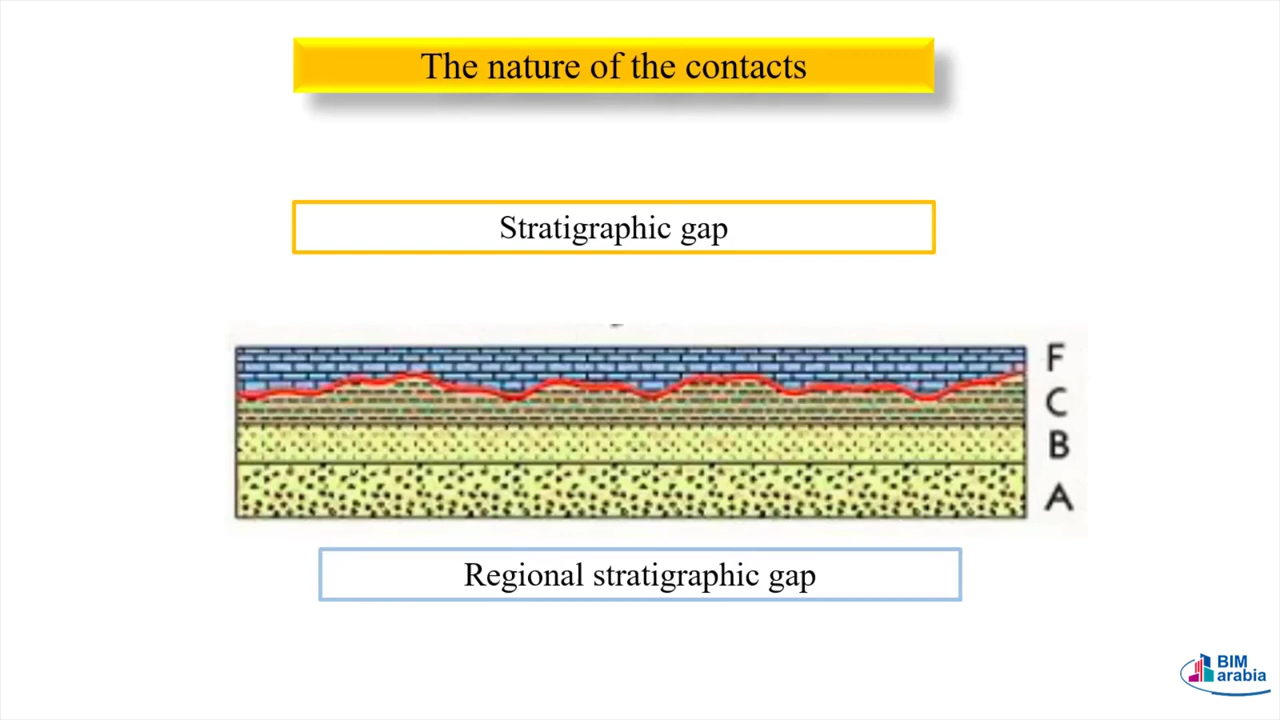 The nature of the contacts
Stratigraphic gap
F
C
B
A
Regional stratigraphic gap
BIM
arabia